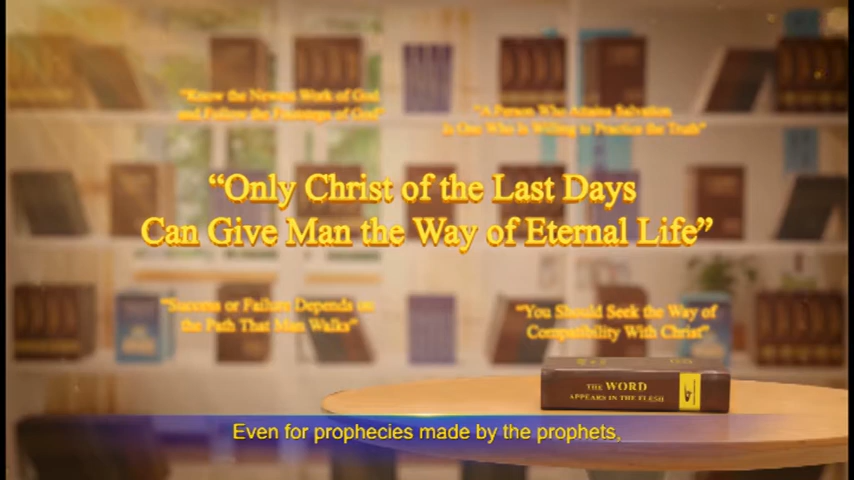 "Know the Newest Work of God
and Follow the Footsteps of God"
"A Person Who Attains Salvation
Is One Who Is Willing to Practice the Truth"
“Only Christ of the Last Days
Can Give Man the Way of Eternal Life”
"Success or Failure Depends on
the Path That Man Walks"
"You Should Seek the Way of
Compatibility With Christ"
THE WORD
APPEARS IN THE FLESH
Even for prophecies made by the prophets,